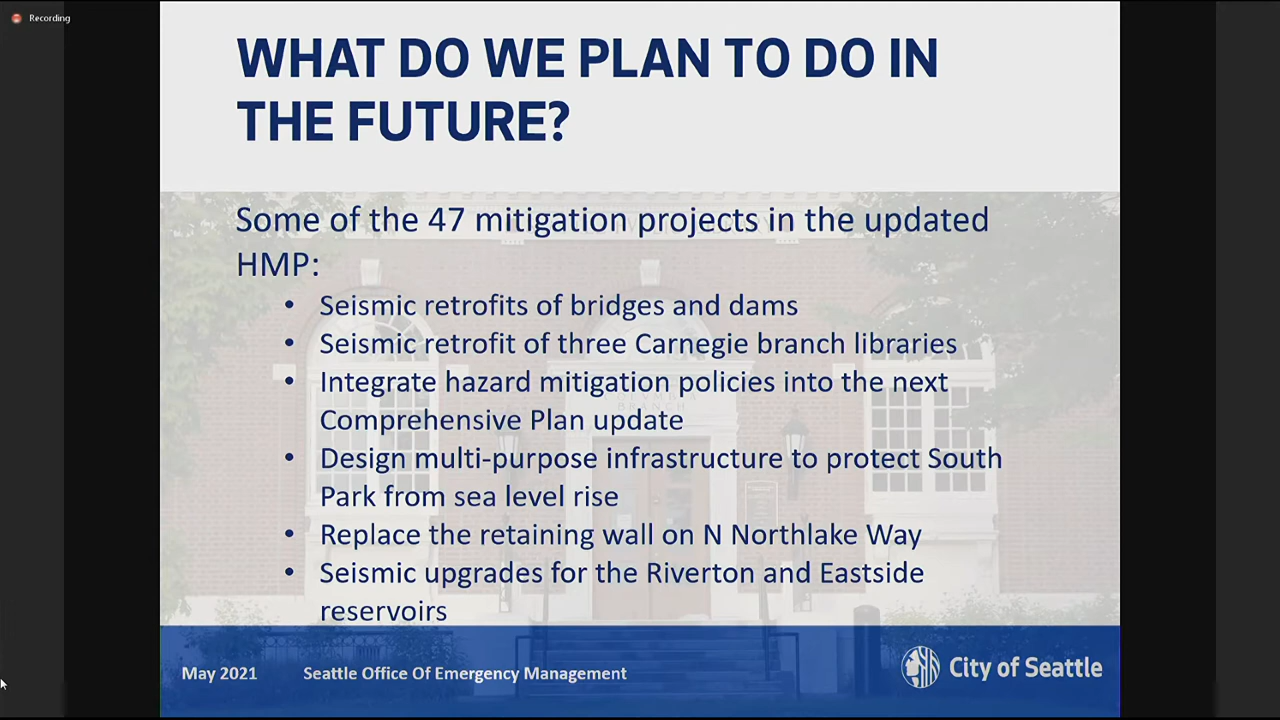 Recording
WHAT DO WE PLAN TO DO IN
THE FUTURE?
Some of the 47 mitigation projects in the updated
HMP:
• Seismic retrofits of bridges and dams
• Seismic retrofit of three Carnegie branch libraries
• Integrate hazard mitigation policies into the next
Comprehensive Plan update
• Design multi-purpose infrastructure to protect South
Park from sea level rise
• Replace the retaining wall on N Northlake Way
• Seismic upgrades for the Riverton and Eastside
reservoirs
May 2021 Seattle Office Of Emergency Management
City of Seattle